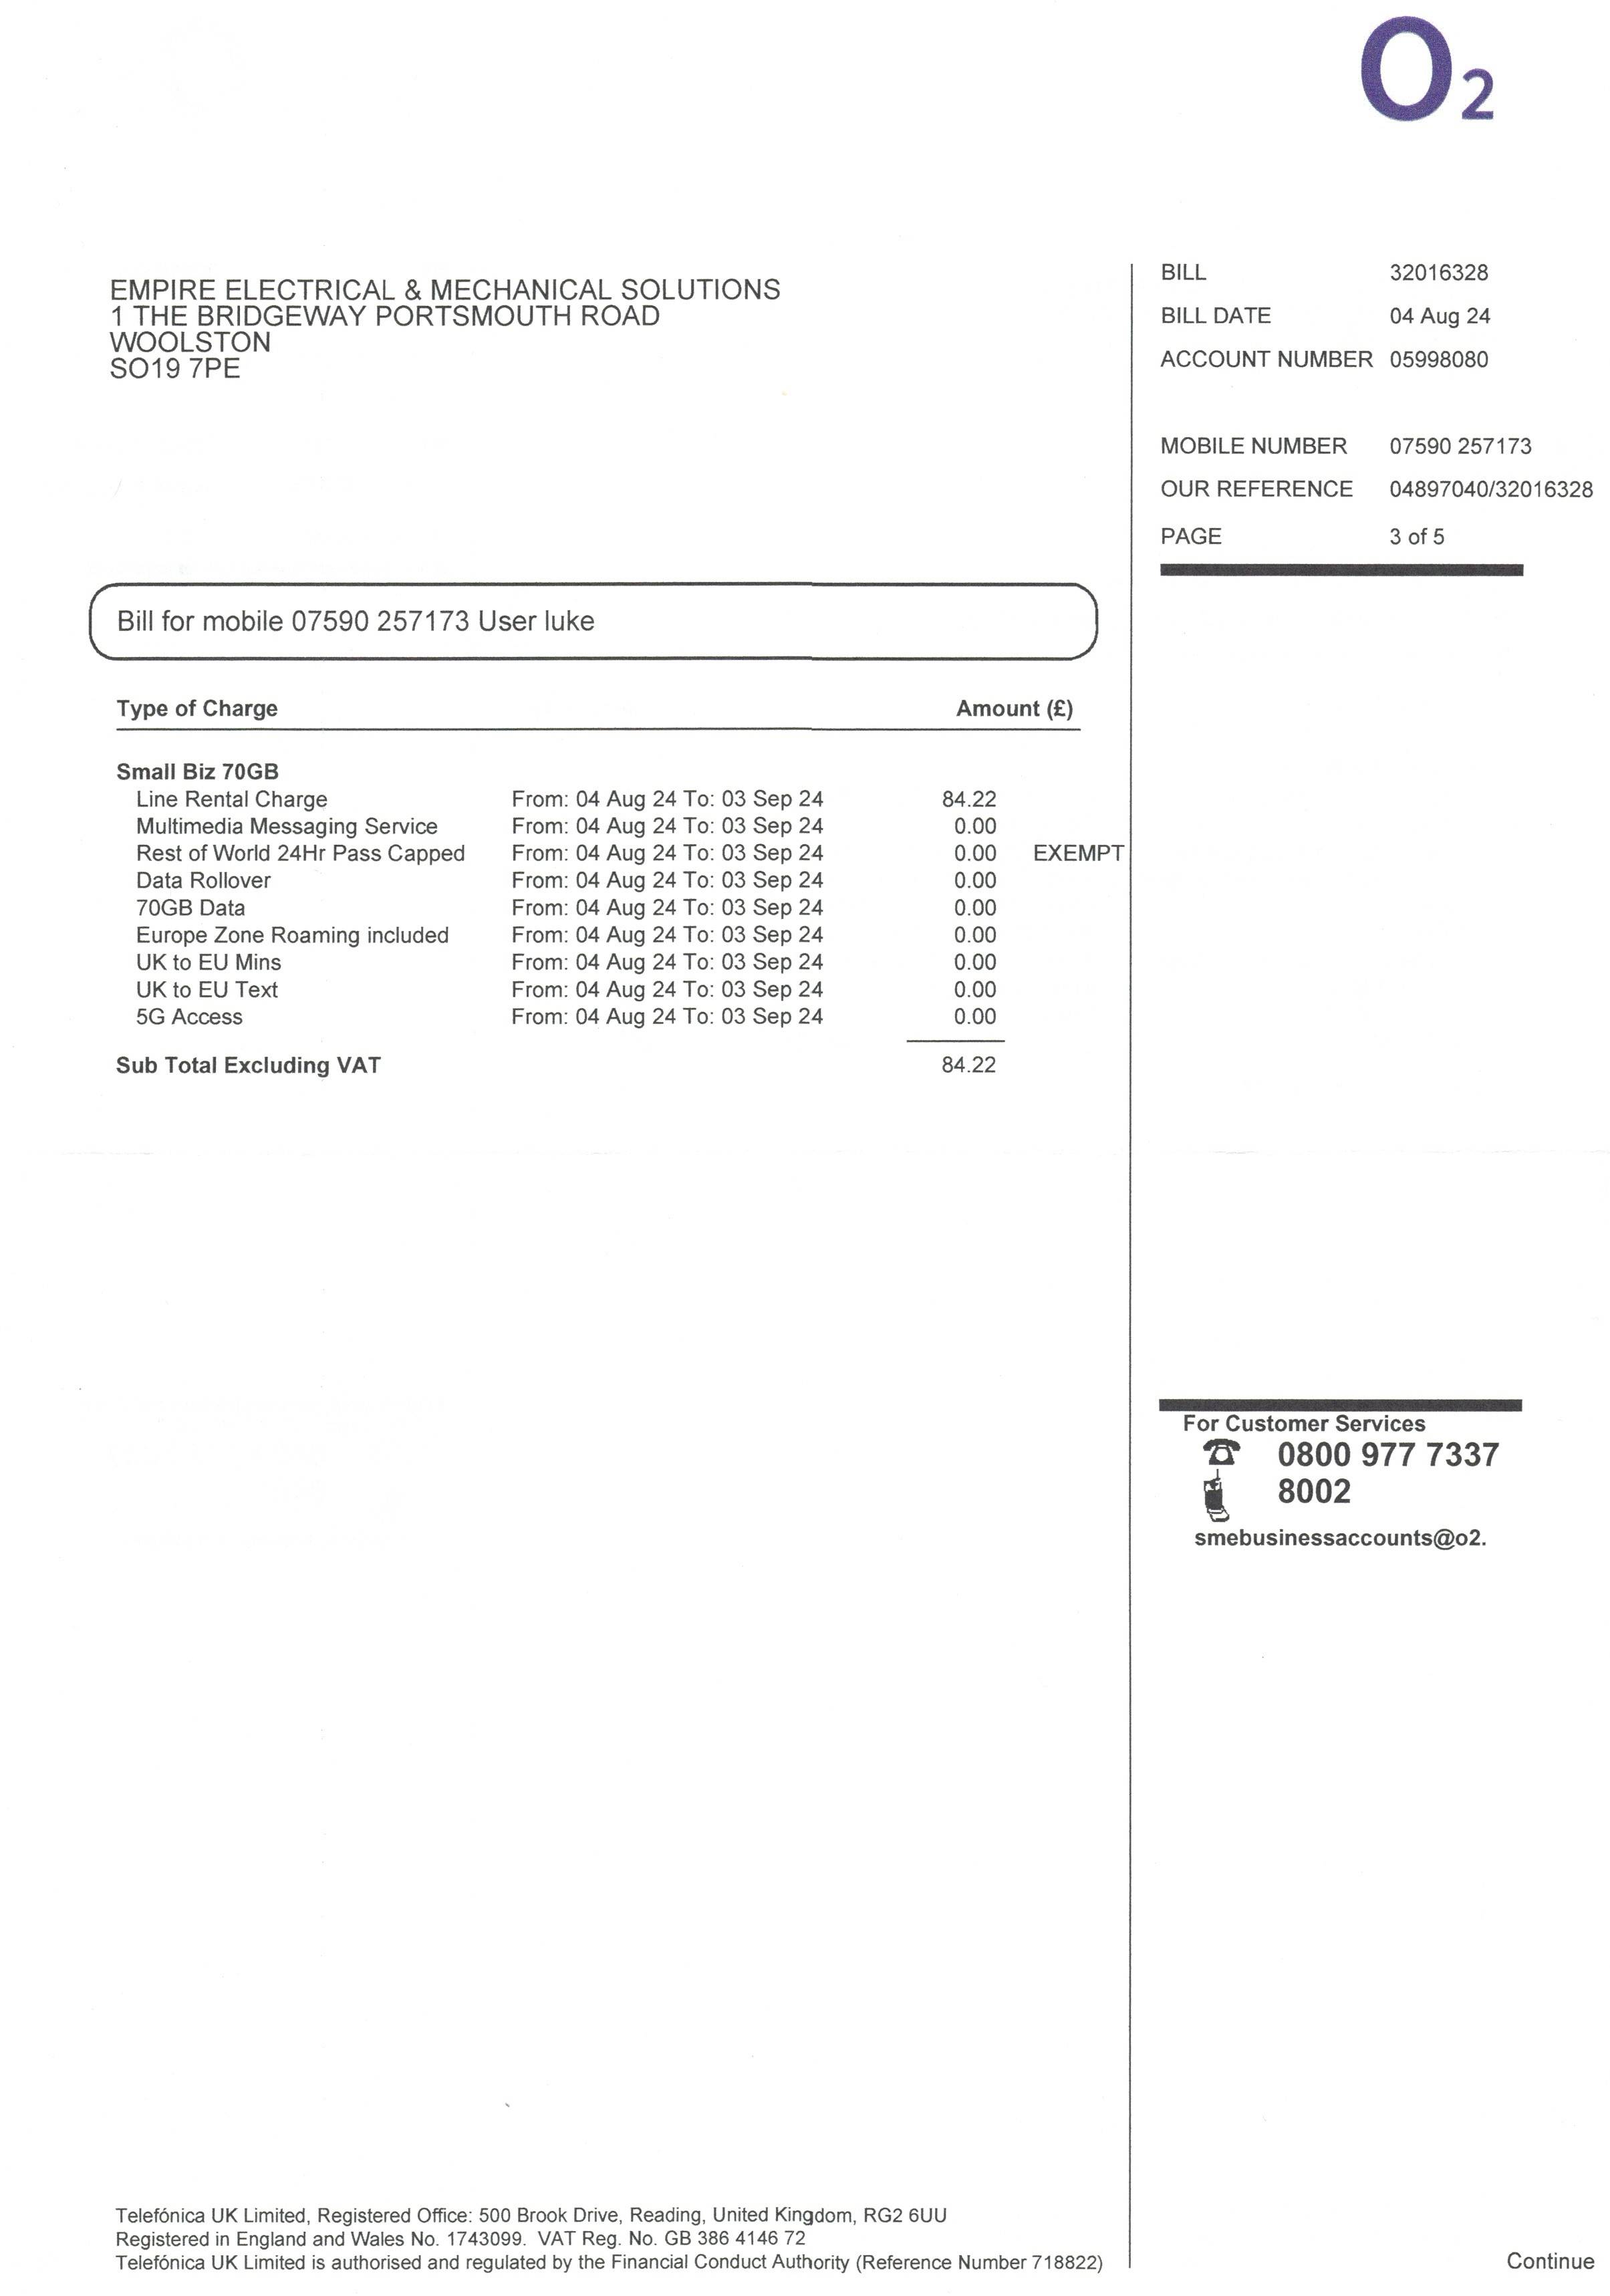 O2
EMPIRE ELECTRICAL & MECHANICAL SOLUTIONS
1 THE BRIDGEWAY PORTSMOUTH ROAD
WOOLSTON
SO19 7PE
BILL 32016328
BILL DATE 04 Aug 24
ACCOUNT NUMBER 05998080
MOBILE NUMBER 07590 257173
OUR REFERENCE 04897040/32016328
PAGE 3 of 5
Bill for mobile 07590 257173 User luke
Type of Charge Amount (£)
Small Biz 70GB
Line Rental Charge From: 04 Aug 24 To: 03 Sep 24 84.22
Multimedia Messaging Service From: 04 Aug 24 To: 03 Sep 24 0.00
Rest of World 24Hr Pass Capped From: 04 Aug 24 To: 03 Sep 24 0.00 EXEMPT
Data Rollover From: 04 Aug 24 To: 03 Sep 24 0.00
70GB Data From: 04 Aug 24 To: 03 Sep 24 0.00
Europe Zone Roaming included From: 04 Aug 24 To: 03 Sep 24 0.00
UK to EU Mins From: 04 Aug 24 To: 03 Sep 24 0.00
UK to EU Text From: 04 Aug 24 To: 03 Sep 24 0.00
5G Access From: 04 Aug 24 To: 03 Sep 24 0.00
Sub Total Excluding VAT 84.22
For Customer Services
0800 977 7337
8002
smebusinessaccounts@o2.
Telefónica UK Limited, Registered Office: 500 Brook Drive, Reading, United Kingdom, RG2 6UU
Registered in England and Wales No. 1743099. VAT Reg. No. GB 386 4146 72
Telefónica UK Limited is authorised and regulated by the Financial Conduct Authority (Reference Number 718822)
Continue